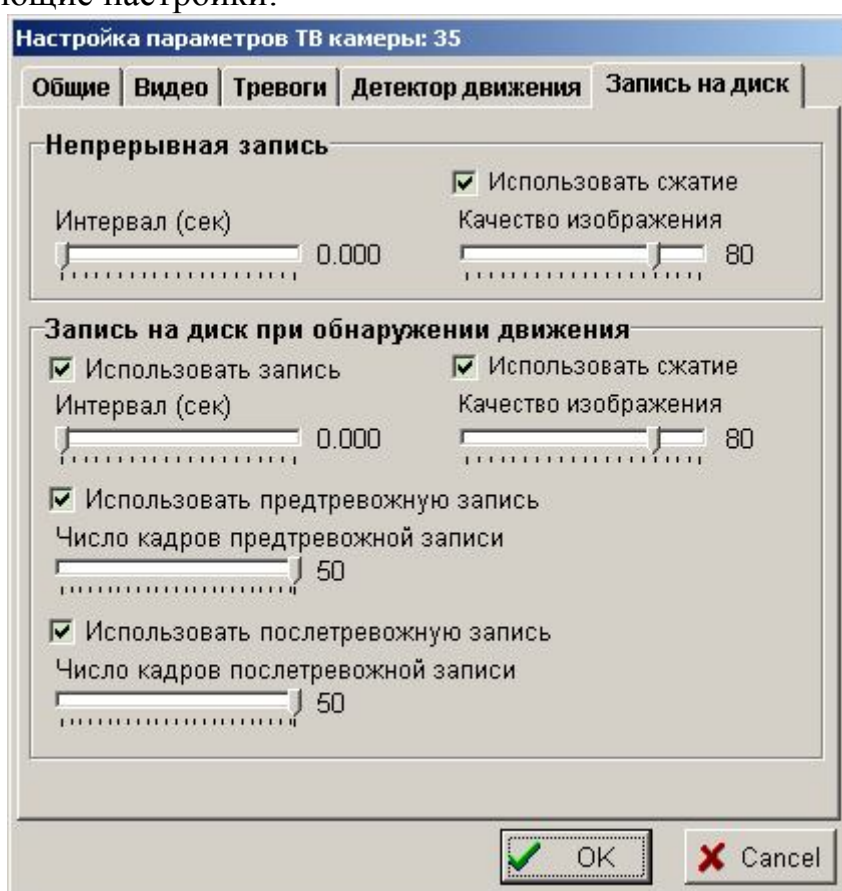 ющие настройки:
Настройка параметров ТВ камеры: 35
Общие Видео Тревоги Детектор движения Запись на диск
Непрерывная запись
Использовать сжатие
Интервал (сек) Качество изображения
0.000 80
Запись на диск при обнаружении движения
Использовать запись Использовать сжатие
Интервал (сек) Качество изображения
0.000 80
Использовать предтревожную запись
Число кадров предтревожной записи
50
Использовать послетревожную запись
Число кадров послетревожной записи
50
OK Cancel